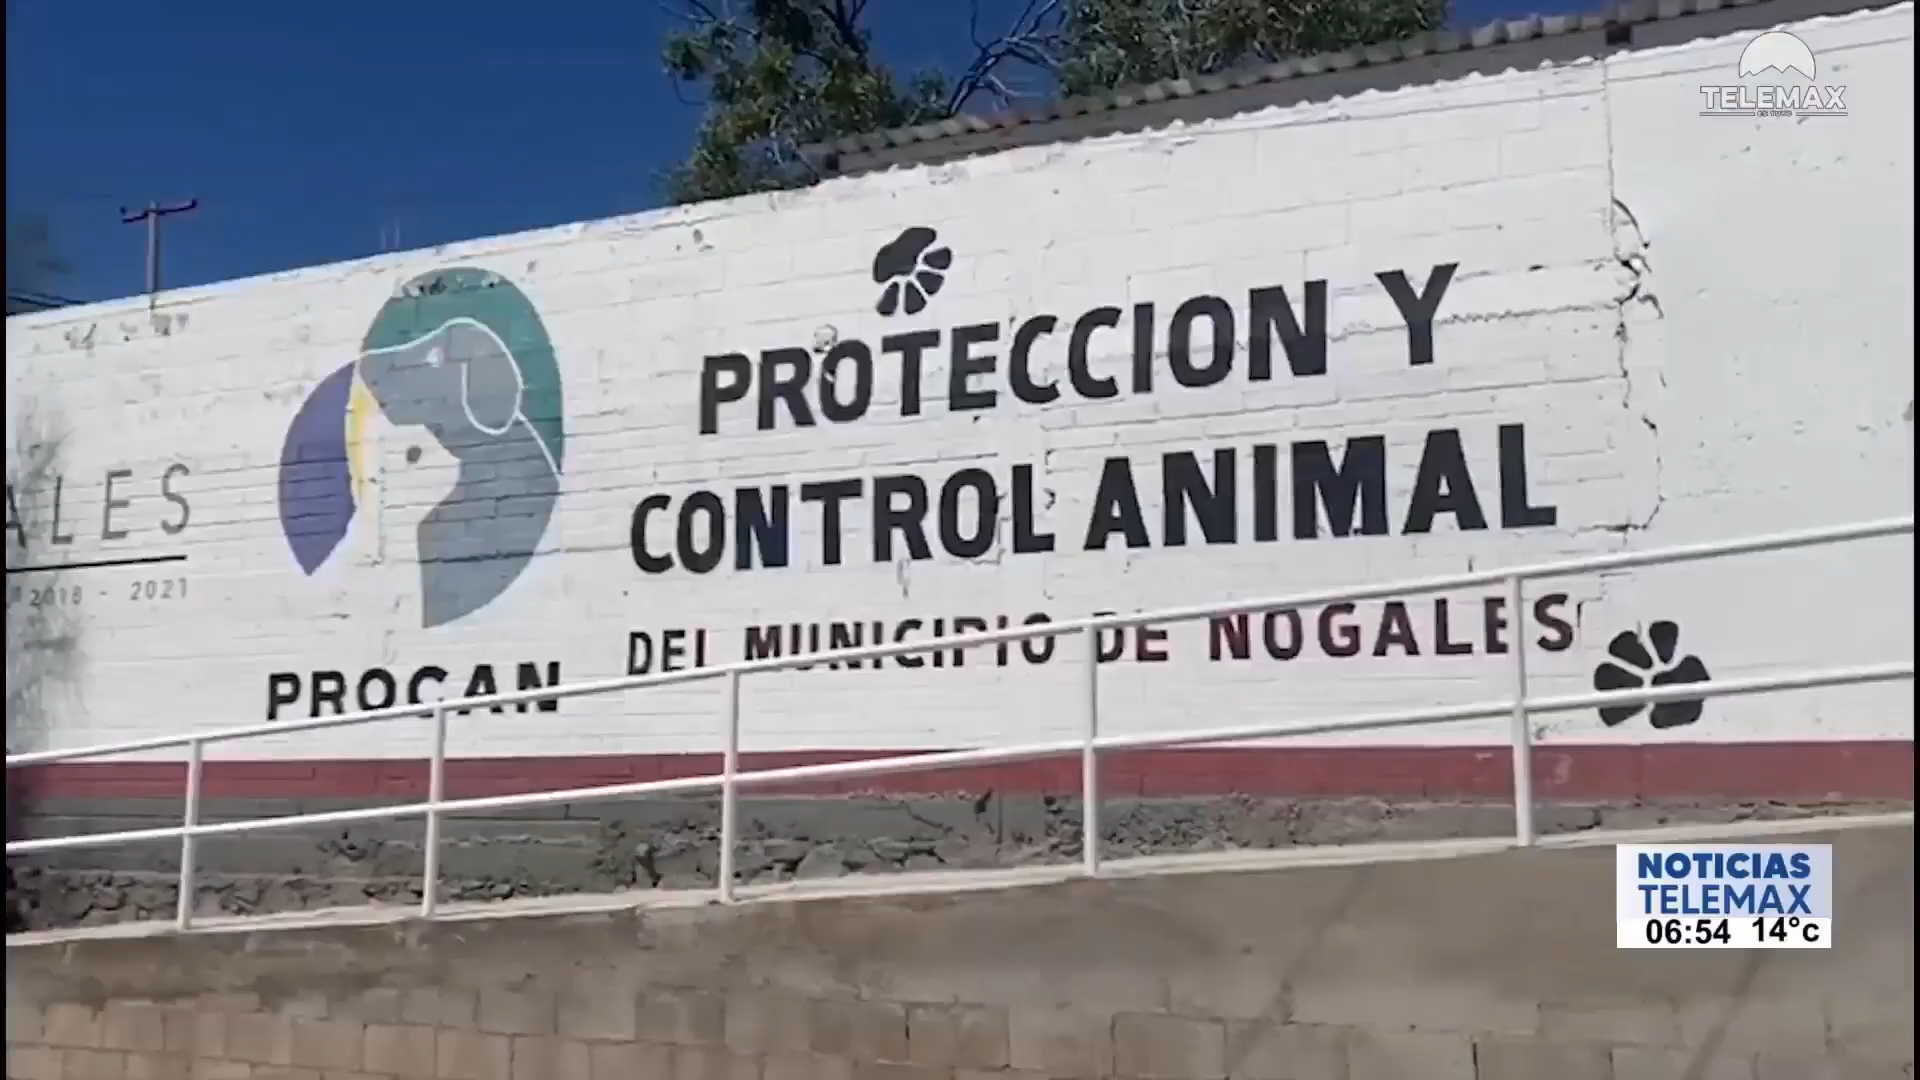 TELEMAX
PROTECCION Y
CONTROL ANIMAL
DEL MUNICIPIO DE NOGALES
ALES
2018 - 2021
PROCAN
NOTICIAS
TELEMAX
06:54 14°c